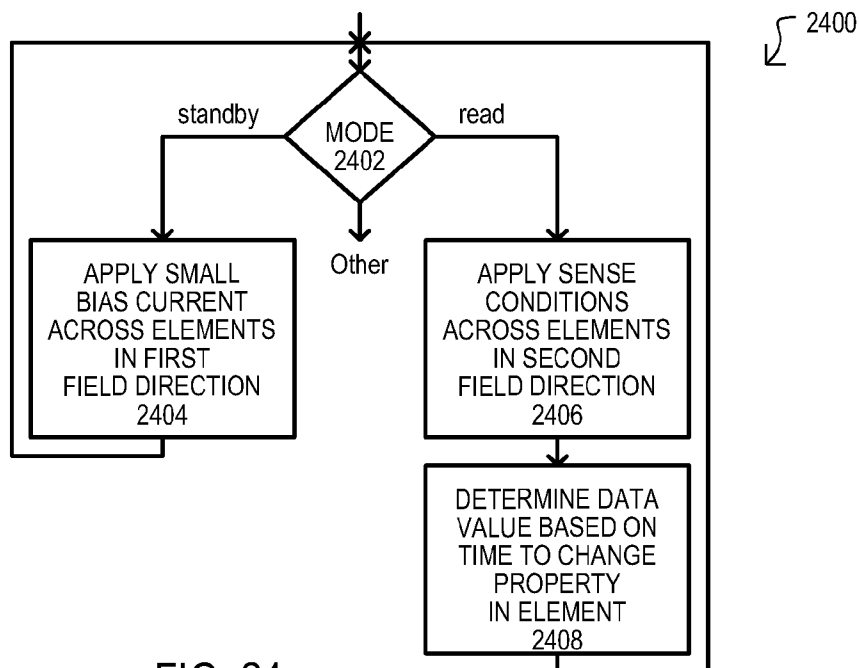 2400
standby
read
MODE
2402
Other
APPLY SMALL
BIAS CURRENT
ACROSS ELEMENTS
IN FIRST
FIELD DIRECTION
2404
APPLY SENSE
CONDITIONS
ACROSS ELEMENTS
IN SECOND
FIELD DIRECTION
2406
DETERMINE DATA
VALUE BASED ON
TIME TO CHANGE
PROPERTY
IN ELEMENT
2408